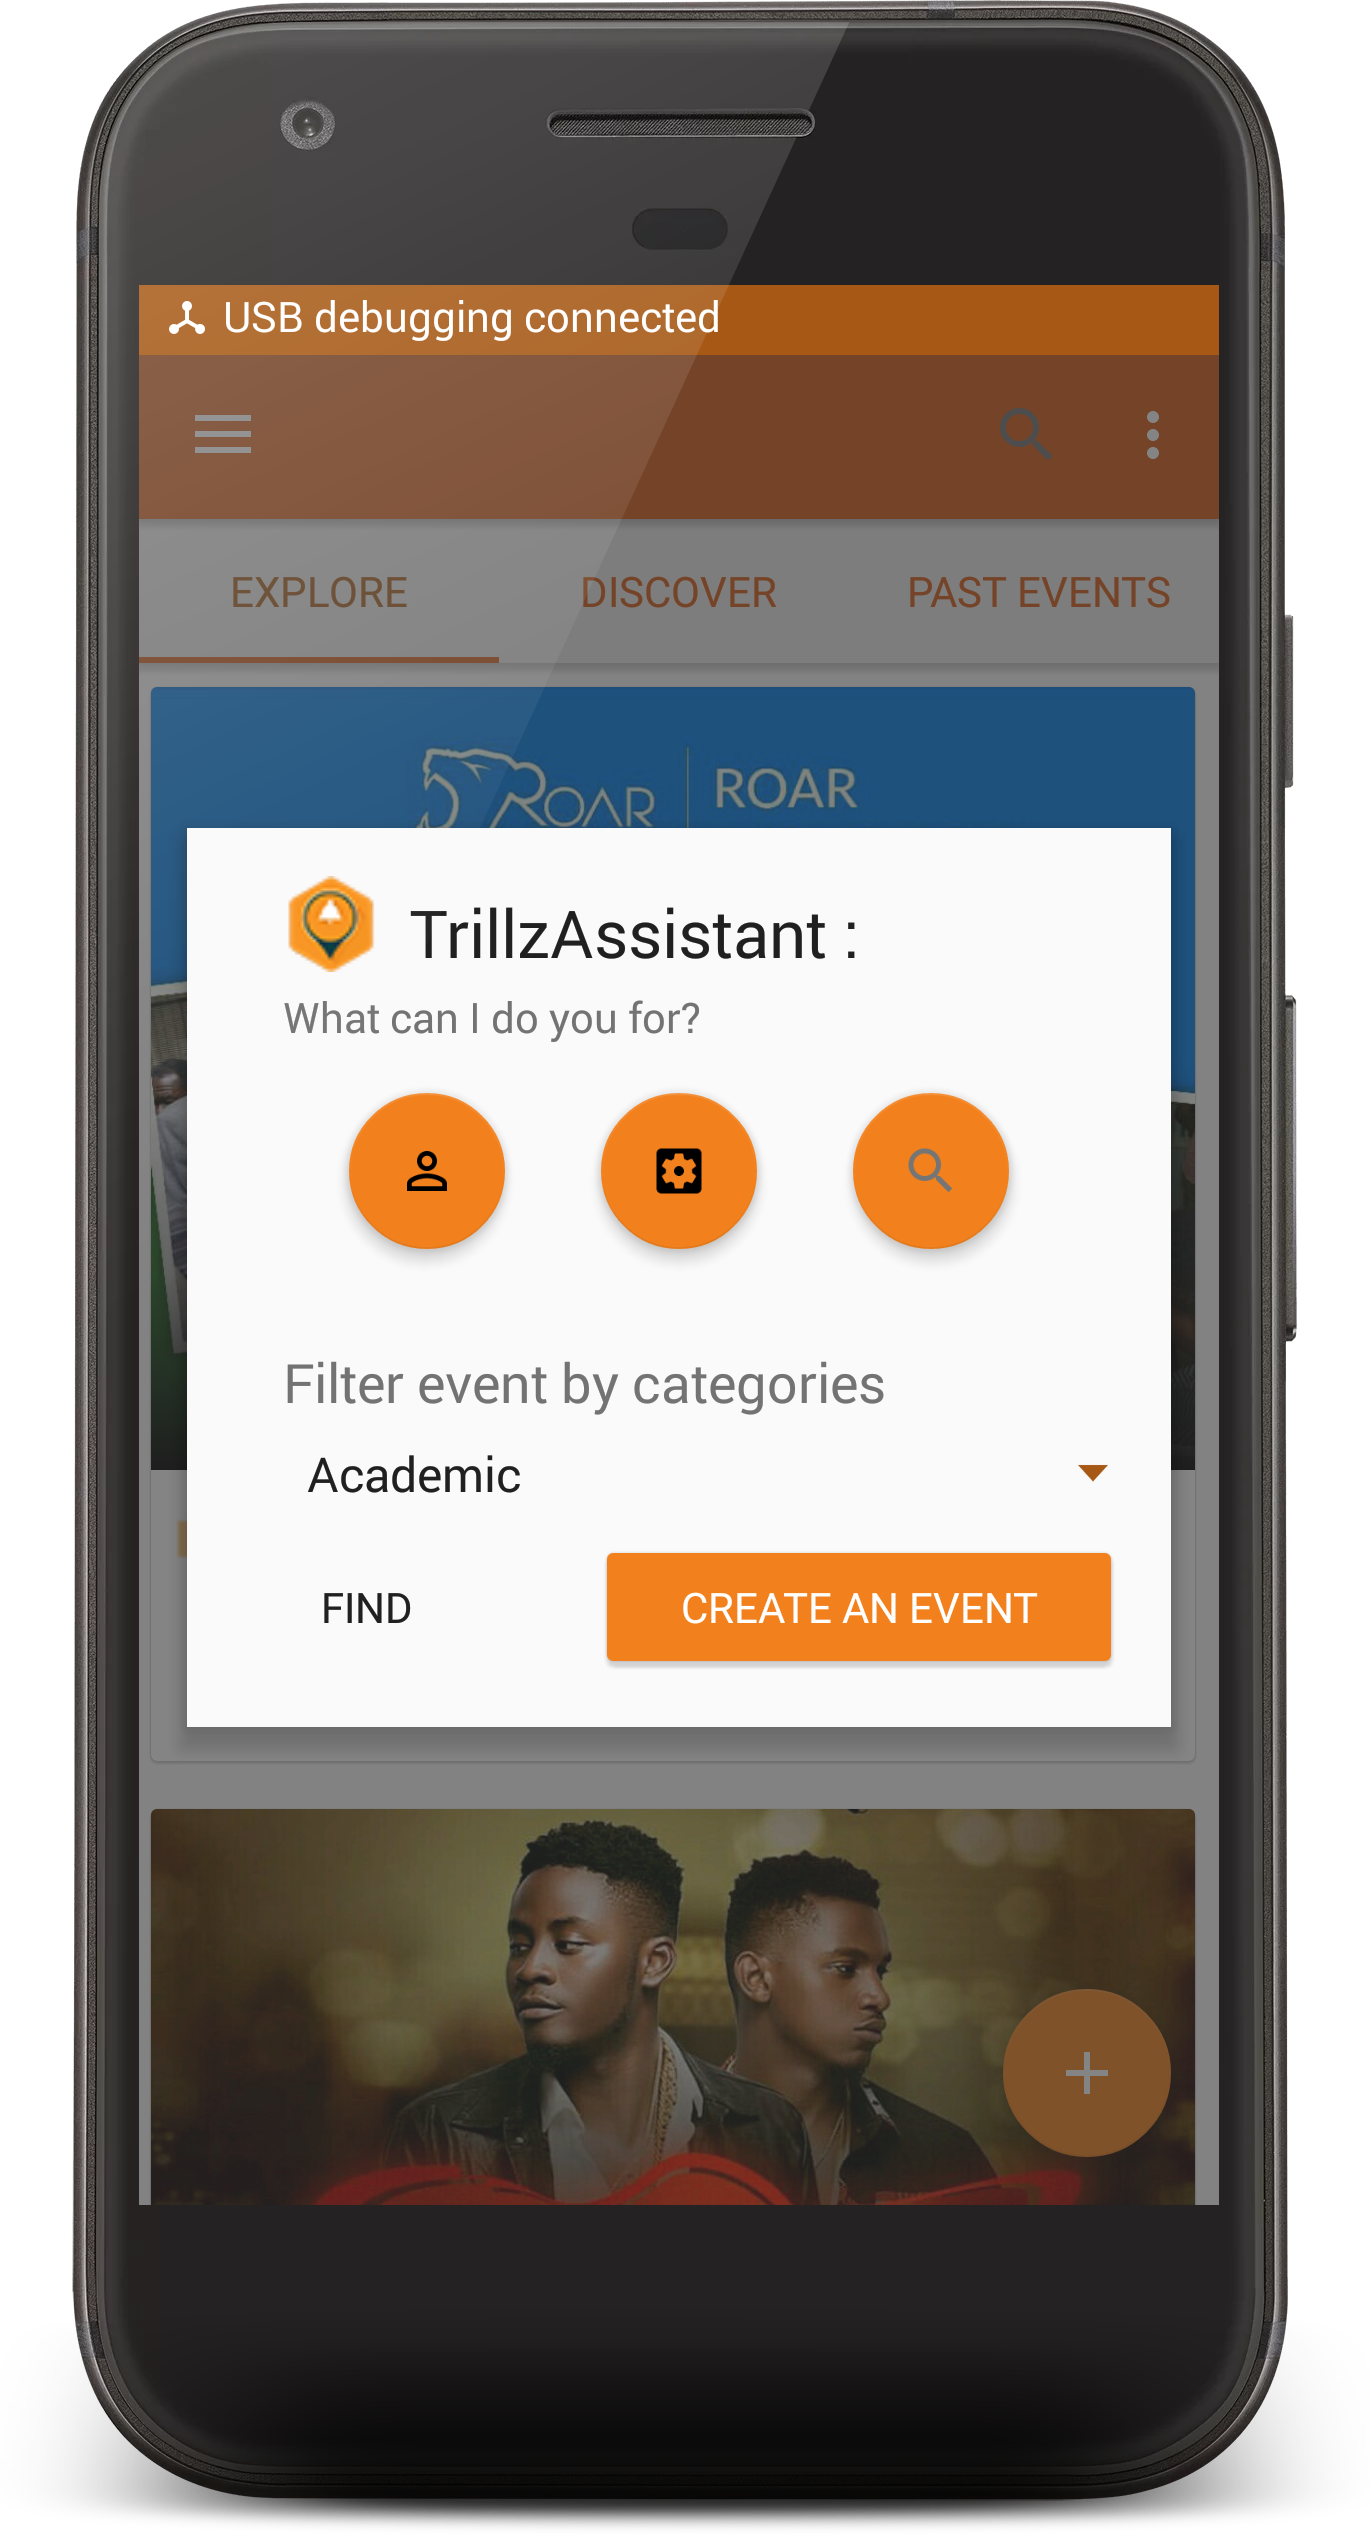 USB debugging connected
EXPLORE DISCOVER PAST EVENTS
ROAR ROAR
TrillzAssistant :
What can I do you for?
Filter event by categories
Academic
FIND CREATE AN EVENT